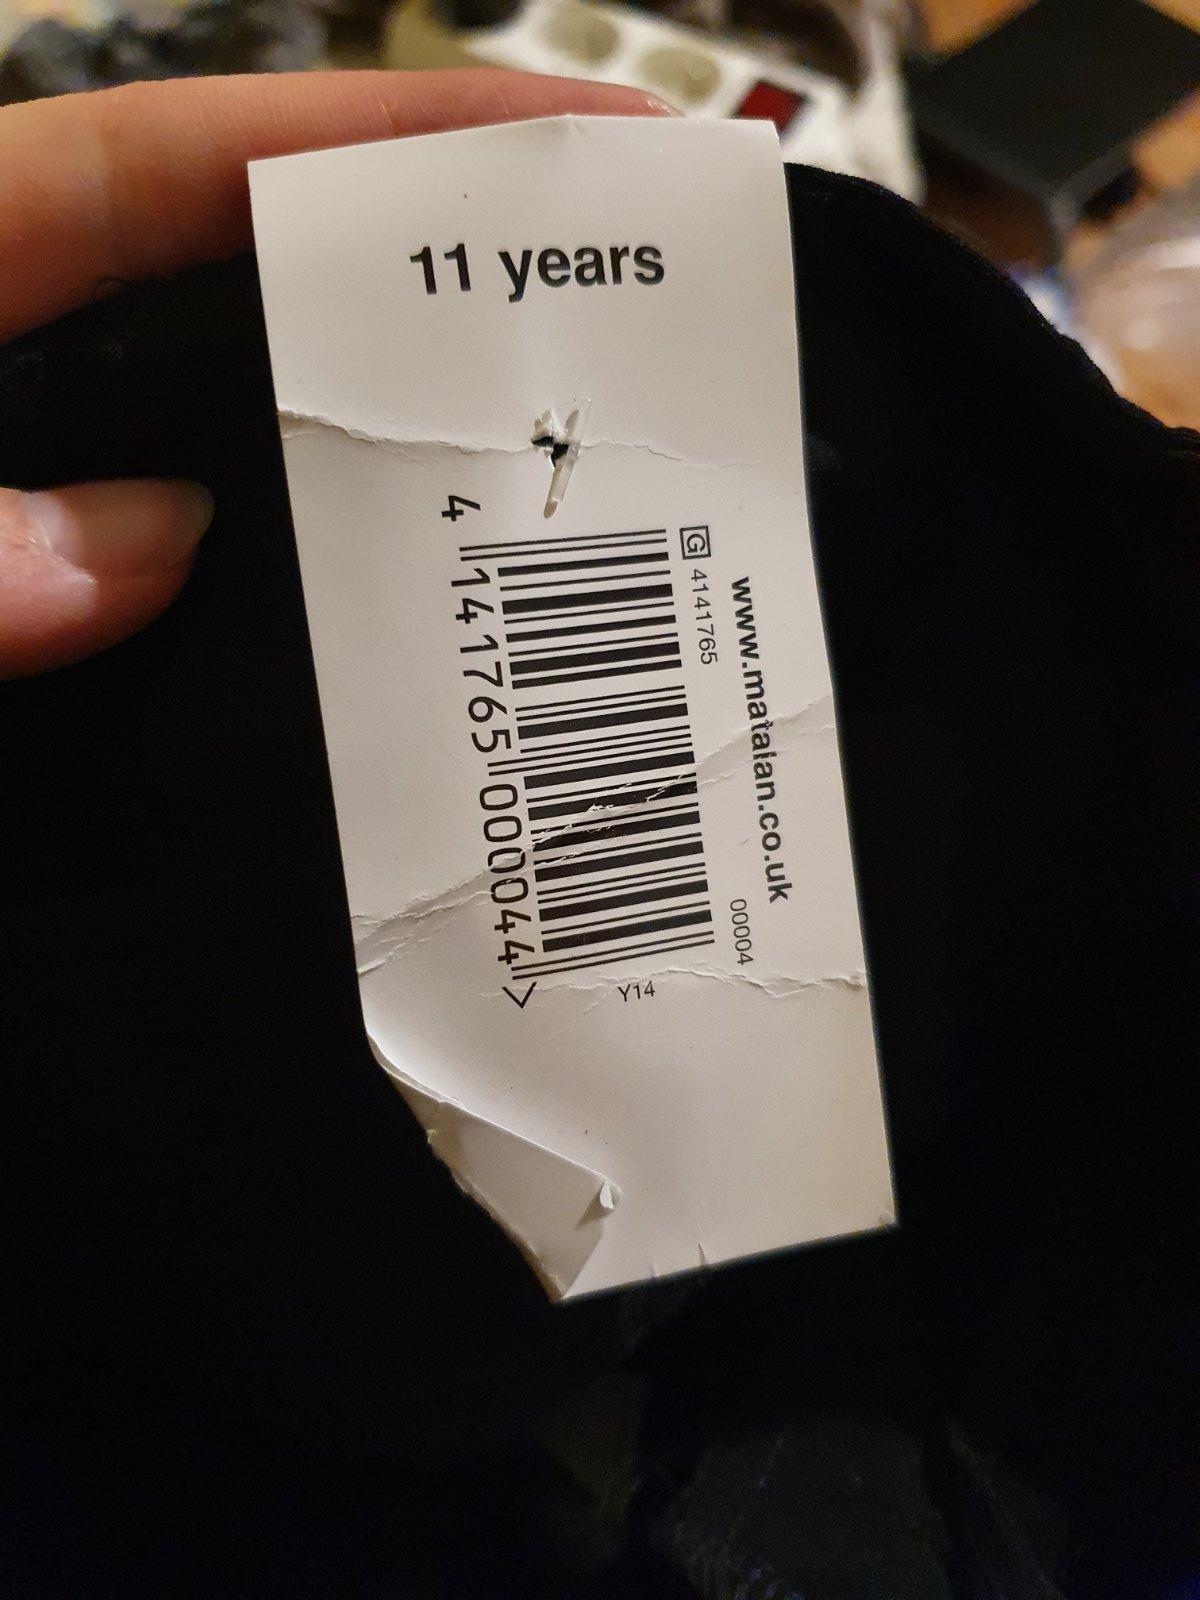 11 years
www.matalan.co.uk
G 4141765
00004
4 141765 000044 >
Y14